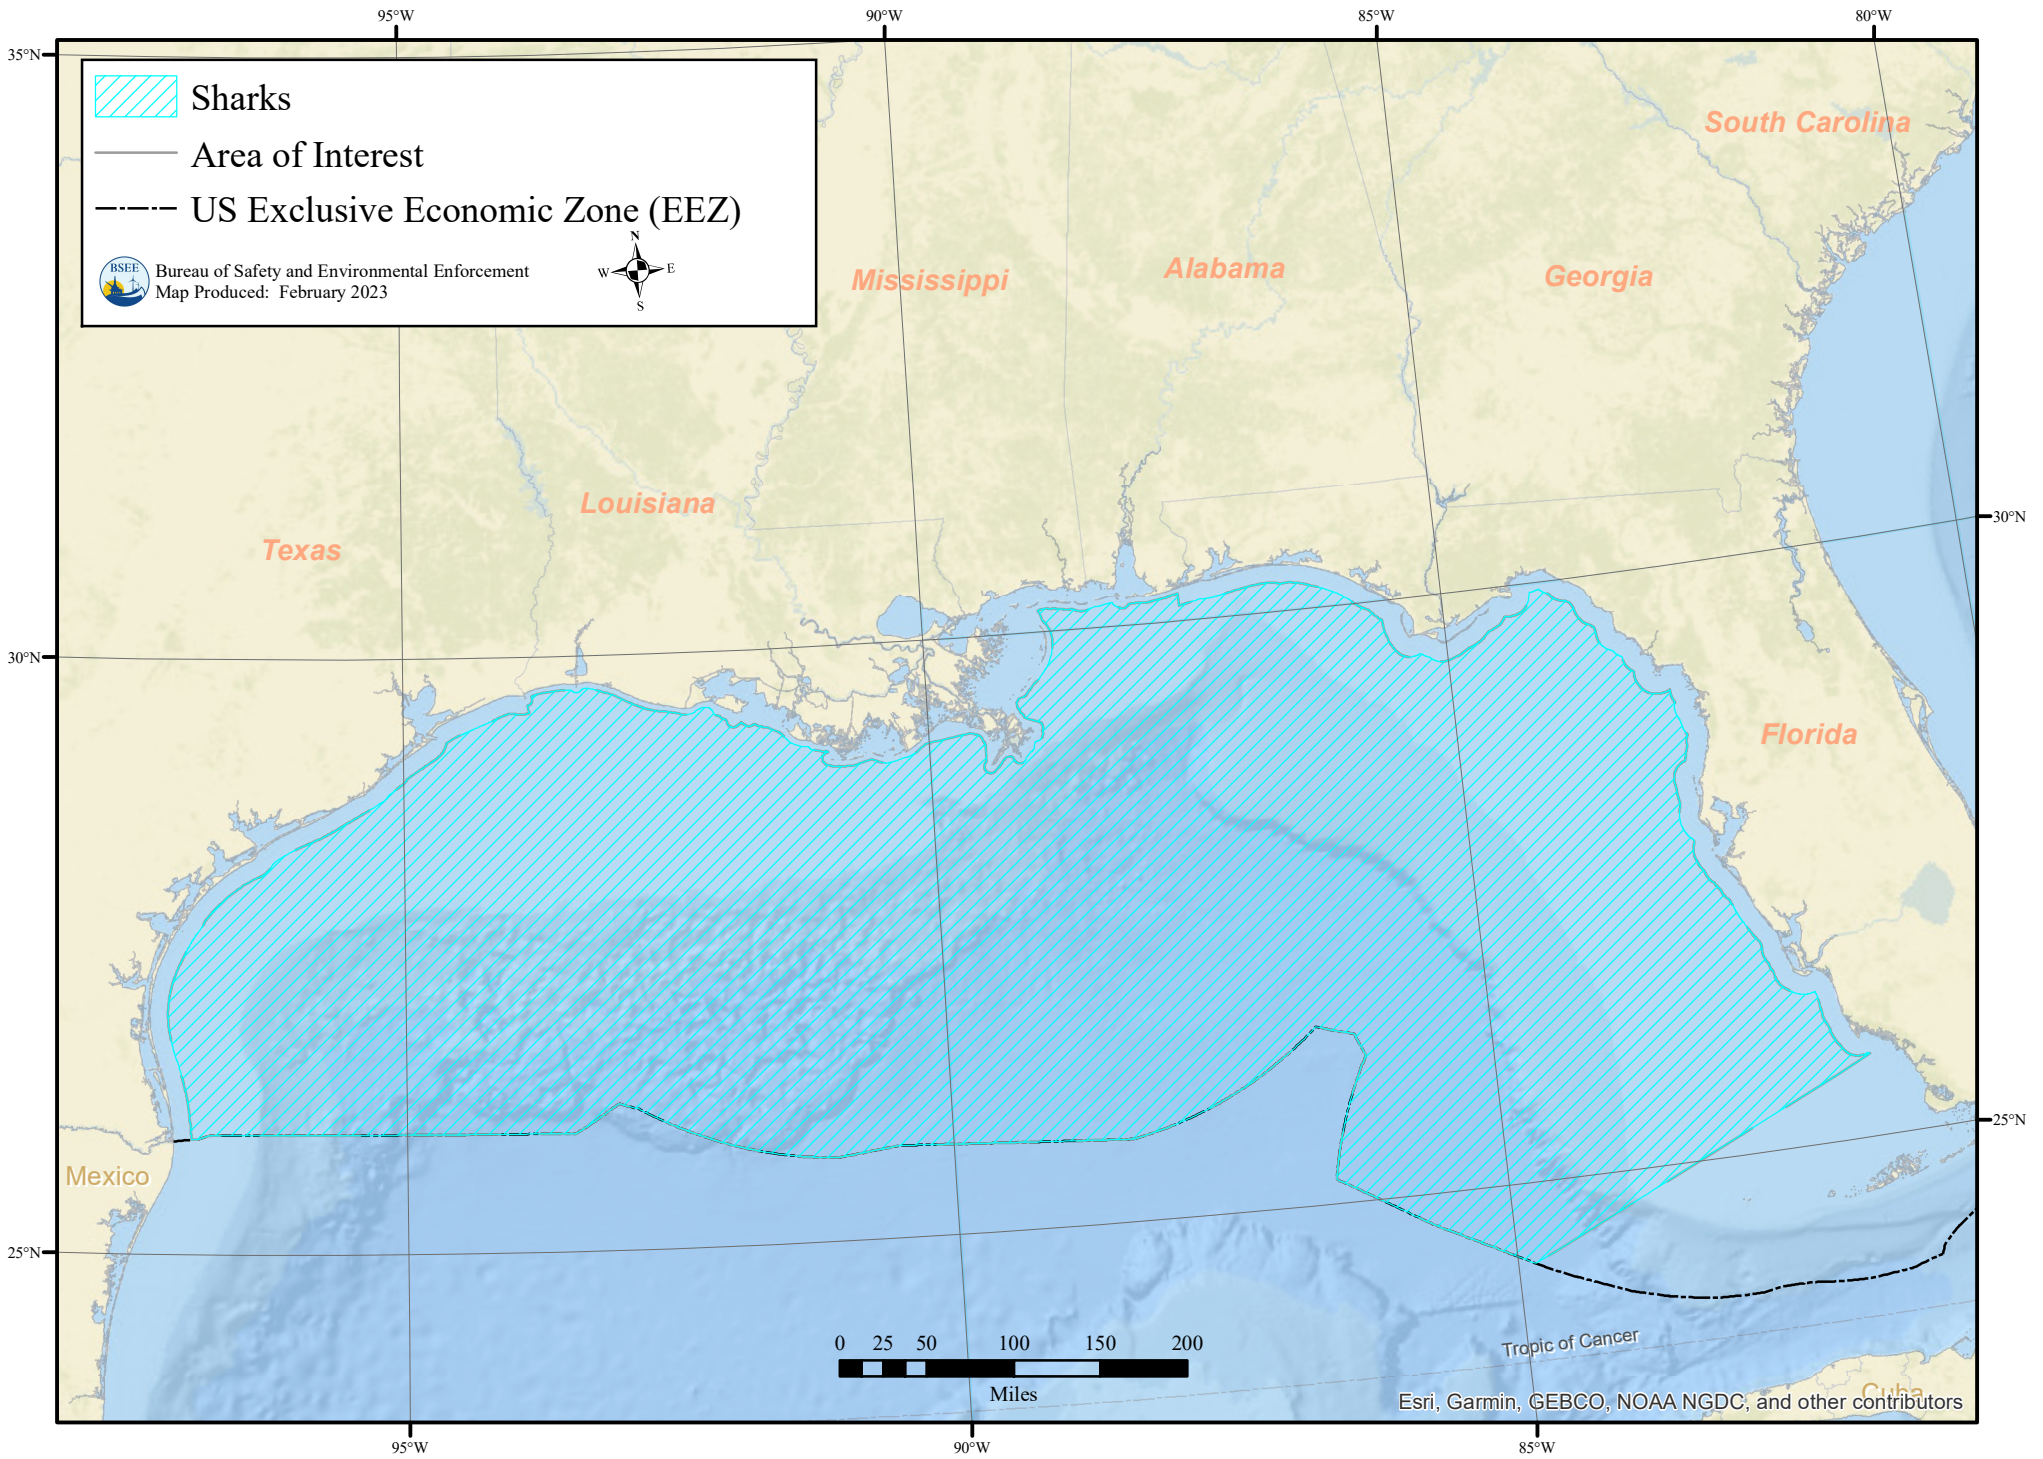 95°W 90°W 85°W 80°W
35°N
Sharks
Area of Interest
US Exclusive Economic Zone (EEZ)
BSEE
Bureau of Safety and Environmental Enforcement
Map Produced: February 2023
N
W E
S
South Carolina
Mississippi
Alabama
Georgia
Louisiana
Texas
30°N
30°N
Florida
25°N
Mexico
25°N
0 25 50 100 150 200
Miles
Tropic of Cancer
Cuba
Esri, Garmin, GEBCO, NOAA NGDC, and other contributors
95°W 90°W 85°W